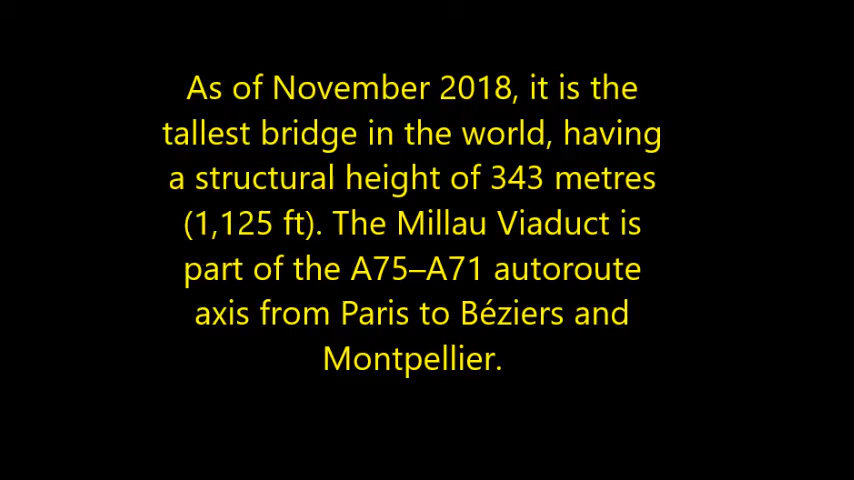 As of November 2018, it is the
tallest bridge in the world, having
a structural height of 343 metres
(1,125 ft). The Millau Viaduct is
part of the A75–A71 autoroute
axis from Paris to Béziers and
Montpellier.